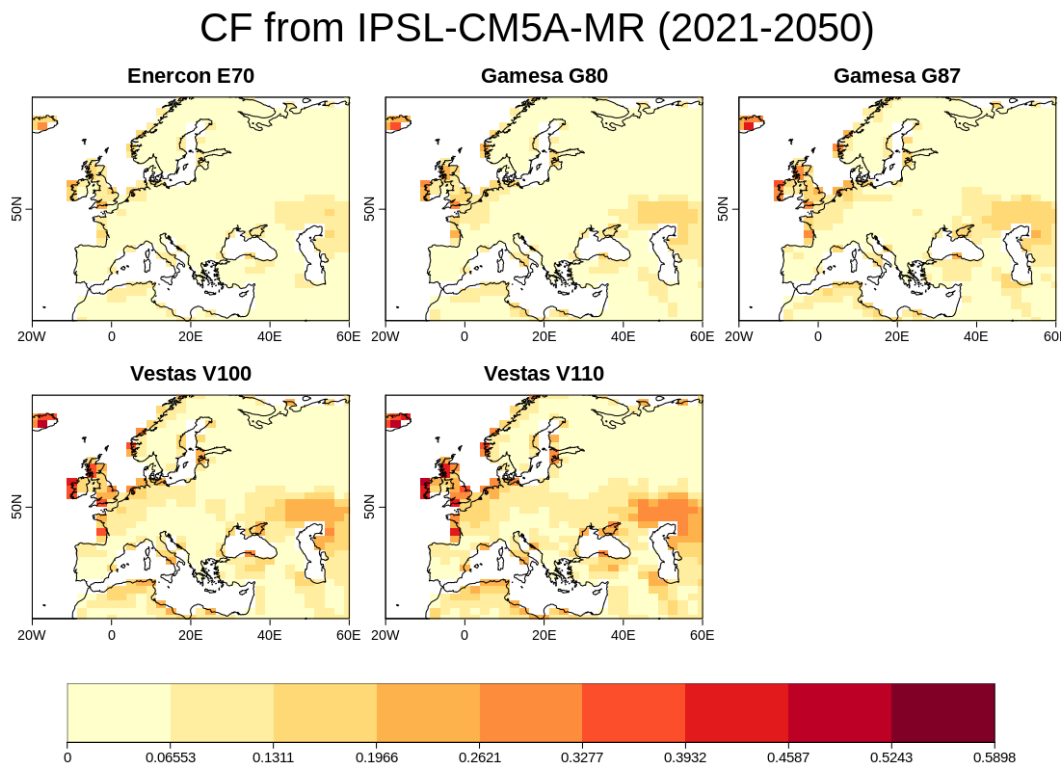 CF from IPSL-CM5A-MR (2021-2050)
Enercon E70
Gamesa G80
Gamesa G87
50N
50N
50N
20W 0 20E 40E 60E
20W 0 20E 40E 60E
20W 0 20E 40E 60E
Vestas V100
Vestas V110
50N
50N
20W 0 20E 40E 60E
20W 0 20E 40E 60E
0 0.06553 0.1311 0.1966 0.2621 0.3277 0.3932 0.4587 0.5243 0.5898